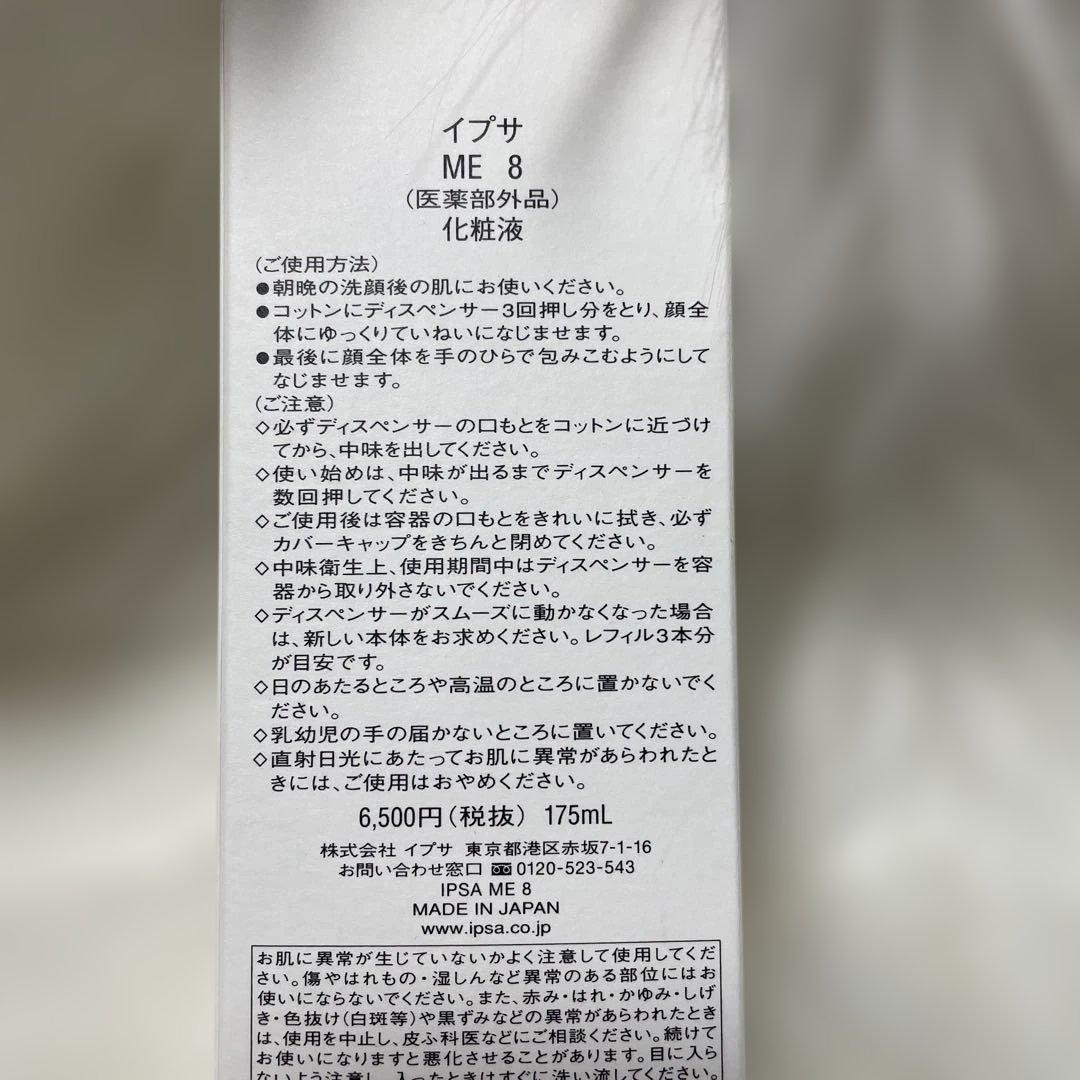 イプサ
ME 8
(医薬部外品)
化粧液
(ご使用方法)
●朝晩の洗顔後の肌にお使いください。
●コットンにディスペンサー3回押し分をとり、顔全
体にゆっくりていねいになじませます。
●最後に顔全体を手のひらで包みこむようにして
なじませます。
(ご注意)
◇必ずディスペンサーの口もとをコットンに近づけ
てから、中味を出してください。
◇使い始めは、中味が出るまでディスペンサーを
数回押してください。
◇ご使用後は容器の口もとをきれいに拭き、必ず
カバーキャップをきちんと閉めてください。
◇中味衛生上、使用期間中はディスペンサーを容
器から取り外さないでください。
◇ディスペンサーがスムーズに動かなくなった場合
は、新しい本体をお求めください。レフィル3本分
が目安です。
◇日のあたるところや高温のところに置かないでく
ださい。
◇乳幼児の手の届かないところに置いてください。
◇直射日光にあたってお肌に異常があらわれたと
きには、ご使用はおやめください。
6,500円(税抜) 175mL
株式会社 イプサ 東京都港区赤坂7-1-16
お問い合わせ窓口 0120-523-543
IPSA ME 8
MADE IN JAPAN
www.ipsa.co.jp
お肌に異常が生じていないかよく注意して使用してくだ
さい。傷やはれもの・湿しんなど異常のある部位にはお
使いにならないでください。また、赤み・はれ・かゆみ・しげ
き・色抜け(白斑等)や黒ずみなどの異常があらわれたとき
は、使用を中止し、皮ふ科医などにご相談ください。続けて
お使いになりますと悪化させることがあります。目に入ら
ないよう注意し、入ったときはすぐに洗い流してください。